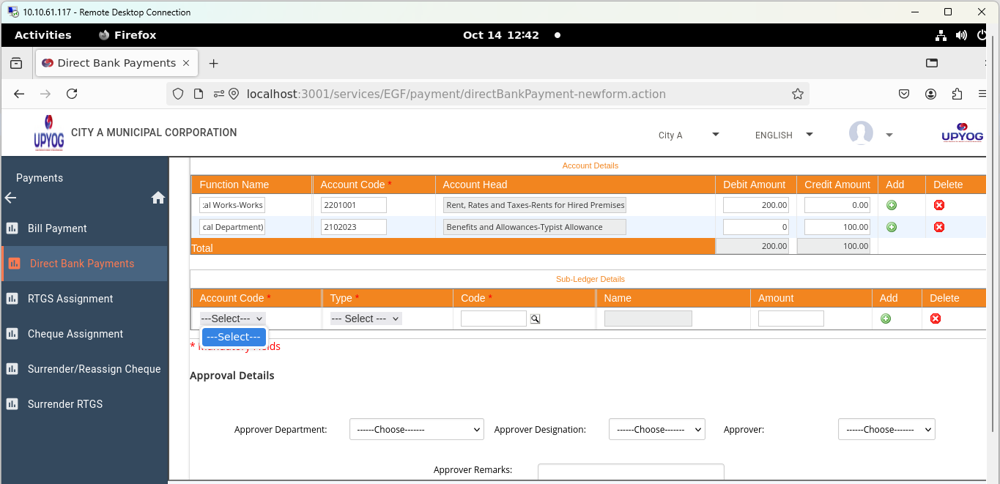 10.10.61.117 - Remote Desktop Connection
Activities Firefox Oct 14 12:42
Direct Bank Payments
localhost:3001/services/EGF/payment/directBankPayment-newform.action
UPYOG CITY A MUNICIPAL CORPORATION City A ENGLISH UPYOG
Payments
Bill Payment
Direct Bank Payments
RTGS Assignment
Cheque Assignment
Surrender/Reassign Cheque
Surrender RTGS
Account Details
Function Name Account Code * Account Head Debit Amount Credit Amount Add Delete
:al Works-Works 2201001 Rent, Rates and Taxes-Rents for Hired Premises 200.00 0.00
cal Department) 2102023 Benefits and Allowances-Typist Allowance 0 100.00
Total 200.00 100.00
Sub-Ledger Details
Account Code * Type * Code * Name Amount Add Delete
---Select--- --- Select ---
---Select---
* Mandatory Fields
Approval Details
Approver Department: ------Choose------- Approver Designation: ------Choose------- Approver: ------Choose-------
Approver Remarks: